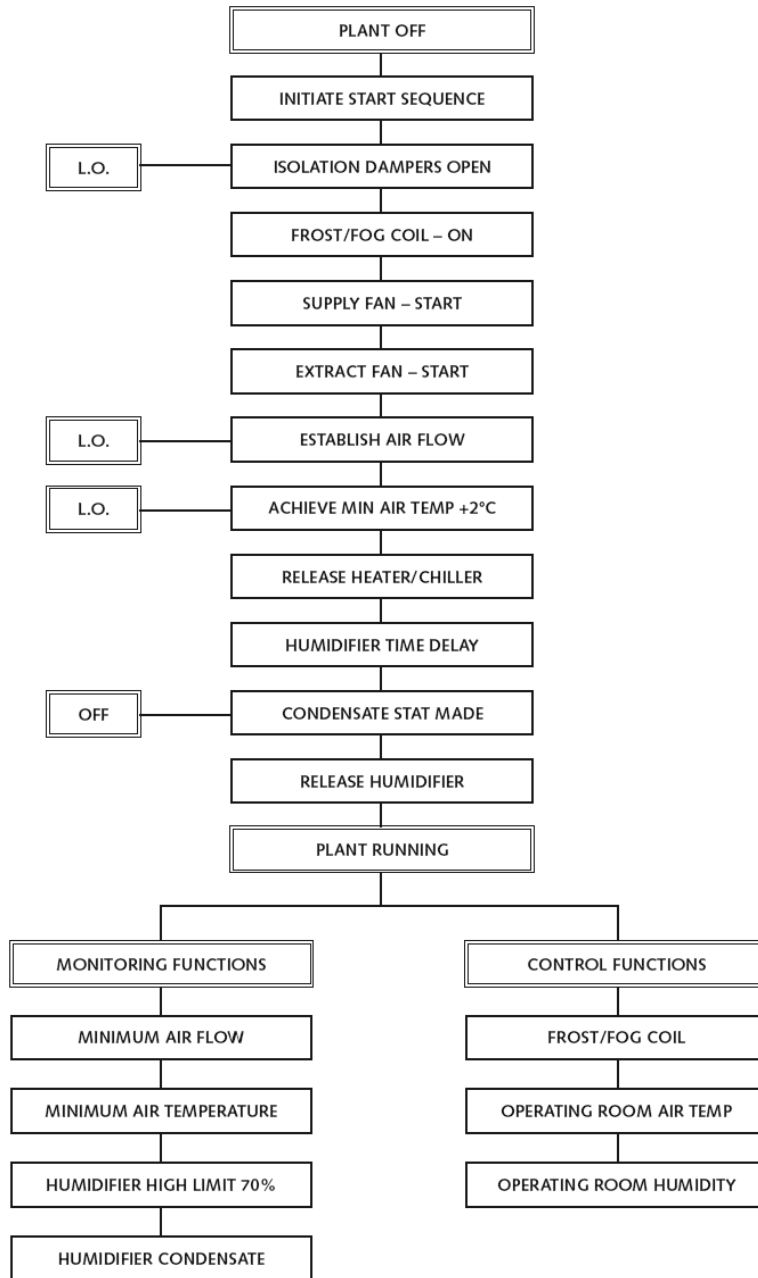 PLANT OFF
INITIATE START SEQUENCE
L.O.
ISOLATION DAMPERS OPEN
FROST/FOG COIL – ON
SUPPLY FAN – START
EXTRACT FAN – START
L.O.
ESTABLISH AIR FLOW
L.O.
ACHIEVE MIN AIR TEMP +2°C
RELEASE HEATER/CHILLER
HUMIDIFIER TIME DELAY
OFF
CONDENSATE STAT MADE
RELEASE HUMIDIFIER
PLANT RUNNING
MONITORING FUNCTIONS
CONTROL FUNCTIONS
MINIMUM AIR FLOW
FROST/FOG COIL
MINIMUM AIR TEMPERATURE
OPERATING ROOM AIR TEMP
HUMIDIFIER HIGH LIMIT 70%
OPERATING ROOM HUMIDITY
HUMIDIFIER CONDENSATE